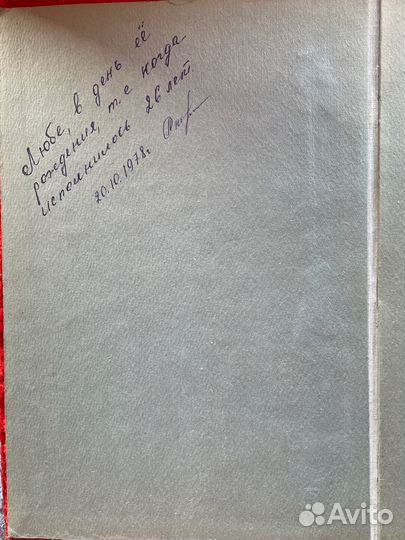 Любе, в день её
рождения, т.е когда
исполнилось 26 лет
20.10.1978г
Avito